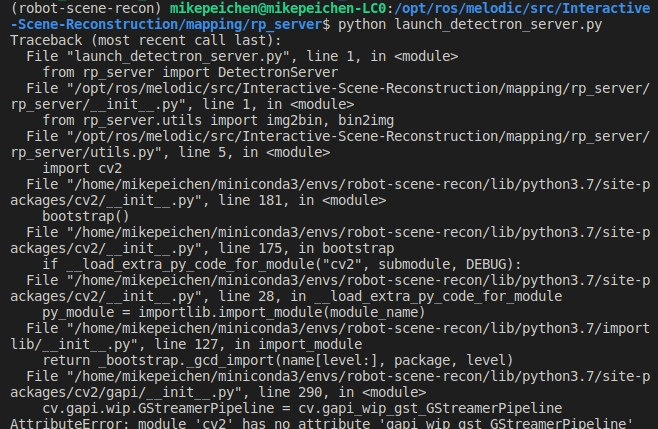 (robot-scene-recon) mikepeichen@mikepeichen-LC0:/opt/ros/melodic/src/Interactive
-Scene-Reconstruction/mapping/rp_server$ python launch_detectron_server.py
Traceback (most recent call last):
  File "launch_detectron_server.py", line 1, in <module>
    from rp_server import DetectronServer
  File "/opt/ros/melodic/src/Interactive-Scene-Reconstruction/mapping/rp_server/
rp_server/__init__.py", line 1, in <module>
    from rp_server.utils import img2bin, bin2img
  File "/opt/ros/melodic/src/Interactive-Scene-Reconstruction/mapping/rp_server/
rp_server/utils.py", line 5, in <module>
    import cv2
  File "/home/mikepeichen/miniconda3/envs/robot-scene-recon/lib/python3.7/site-p
ackages/cv2/__init__.py", line 181, in <module>
    bootstrap()
  File "/home/mikepeichen/miniconda3/envs/robot-scene-recon/lib/python3.7/site-p
ackages/cv2/__init__.py", line 175, in bootstrap
    if __load_extra_py_code_for_module("cv2", submodule, DEBUG):
  File "/home/mikepeichen/miniconda3/envs/robot-scene-recon/lib/python3.7/site-p
ackages/cv2/__init__.py", line 28, in __load_extra_py_code_for_module
    py_module = importlib.import_module(module_name)
  File "/home/mikepeichen/miniconda3/envs/robot-scene-recon/lib/python3.7/import
lib/__init__.py", line 127, in import_module
    return _bootstrap._gcd_import(name[level:], package, level)
  File "/home/mikepeichen/miniconda3/envs/robot-scene-recon/lib/python3.7/site-p
ackages/cv2/gapi/__init__.py", line 290, in <module>
    cv.gapi.wip.GStreamerPipeline = cv.gapi_wip_gst_GStreamerPipeline
AttributeError: module 'cv2' has no attribute 'gapi_wip_gst_GStreamerPipeline'